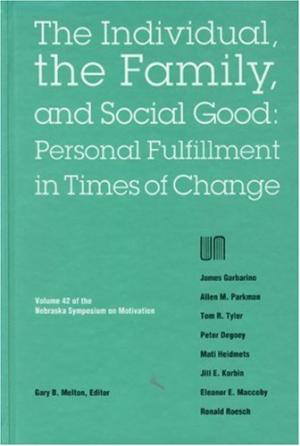 The Individual,
the Family,
and Social Good:
Personal Fulfillment
in Times of Change
Volume 42 of the
Nebraska Symposium on Motivation
Gary B. Melton, Editor
UN
James Garbarino
Allen M. Parkman
Tom R. Tyler
Peter Degoey
Mati Heidmets
Jill E. Korbin
Eleanor E. Maccoby
Ronald Roesch